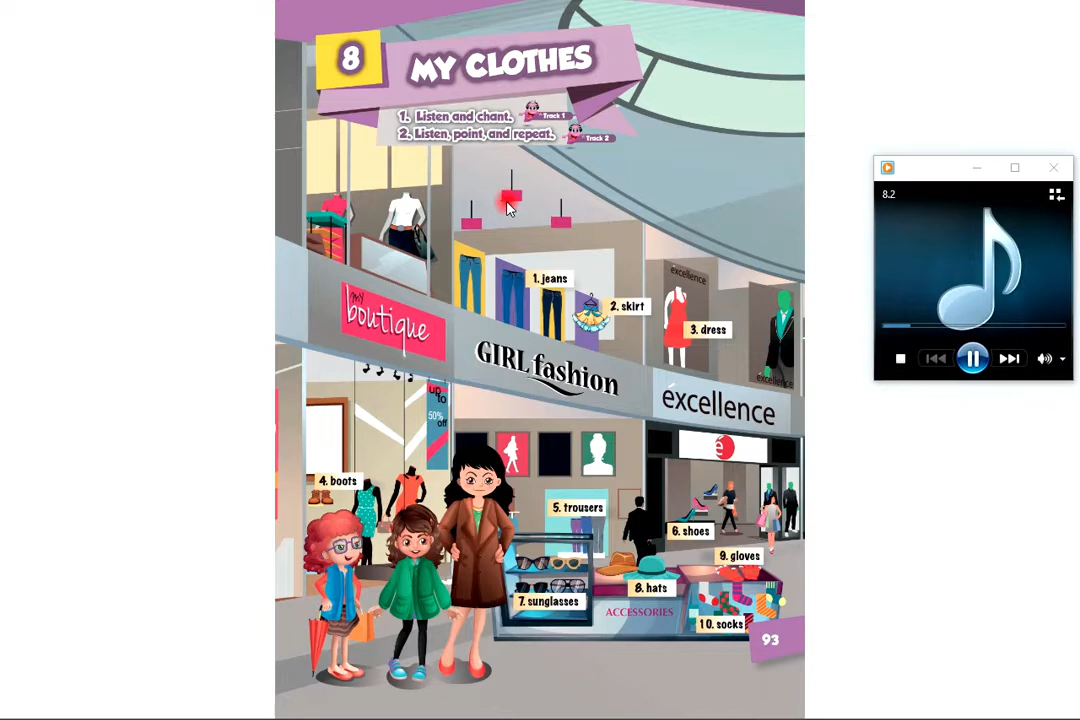 8
MY CLOTHES
1. Listen and chant. Track 1
2. Listen, point, and repeat. Track 2
8.2
1. jeans
2. skirt
3. dress
excellence
excellence
my
boutique
GIRL fashion
éxcellence
up
to
50%
off
é
4. boots
5. trousers
6. shoes
7. sunglasses
8. hats
9. gloves
10. socks
ACCESSORIES
93